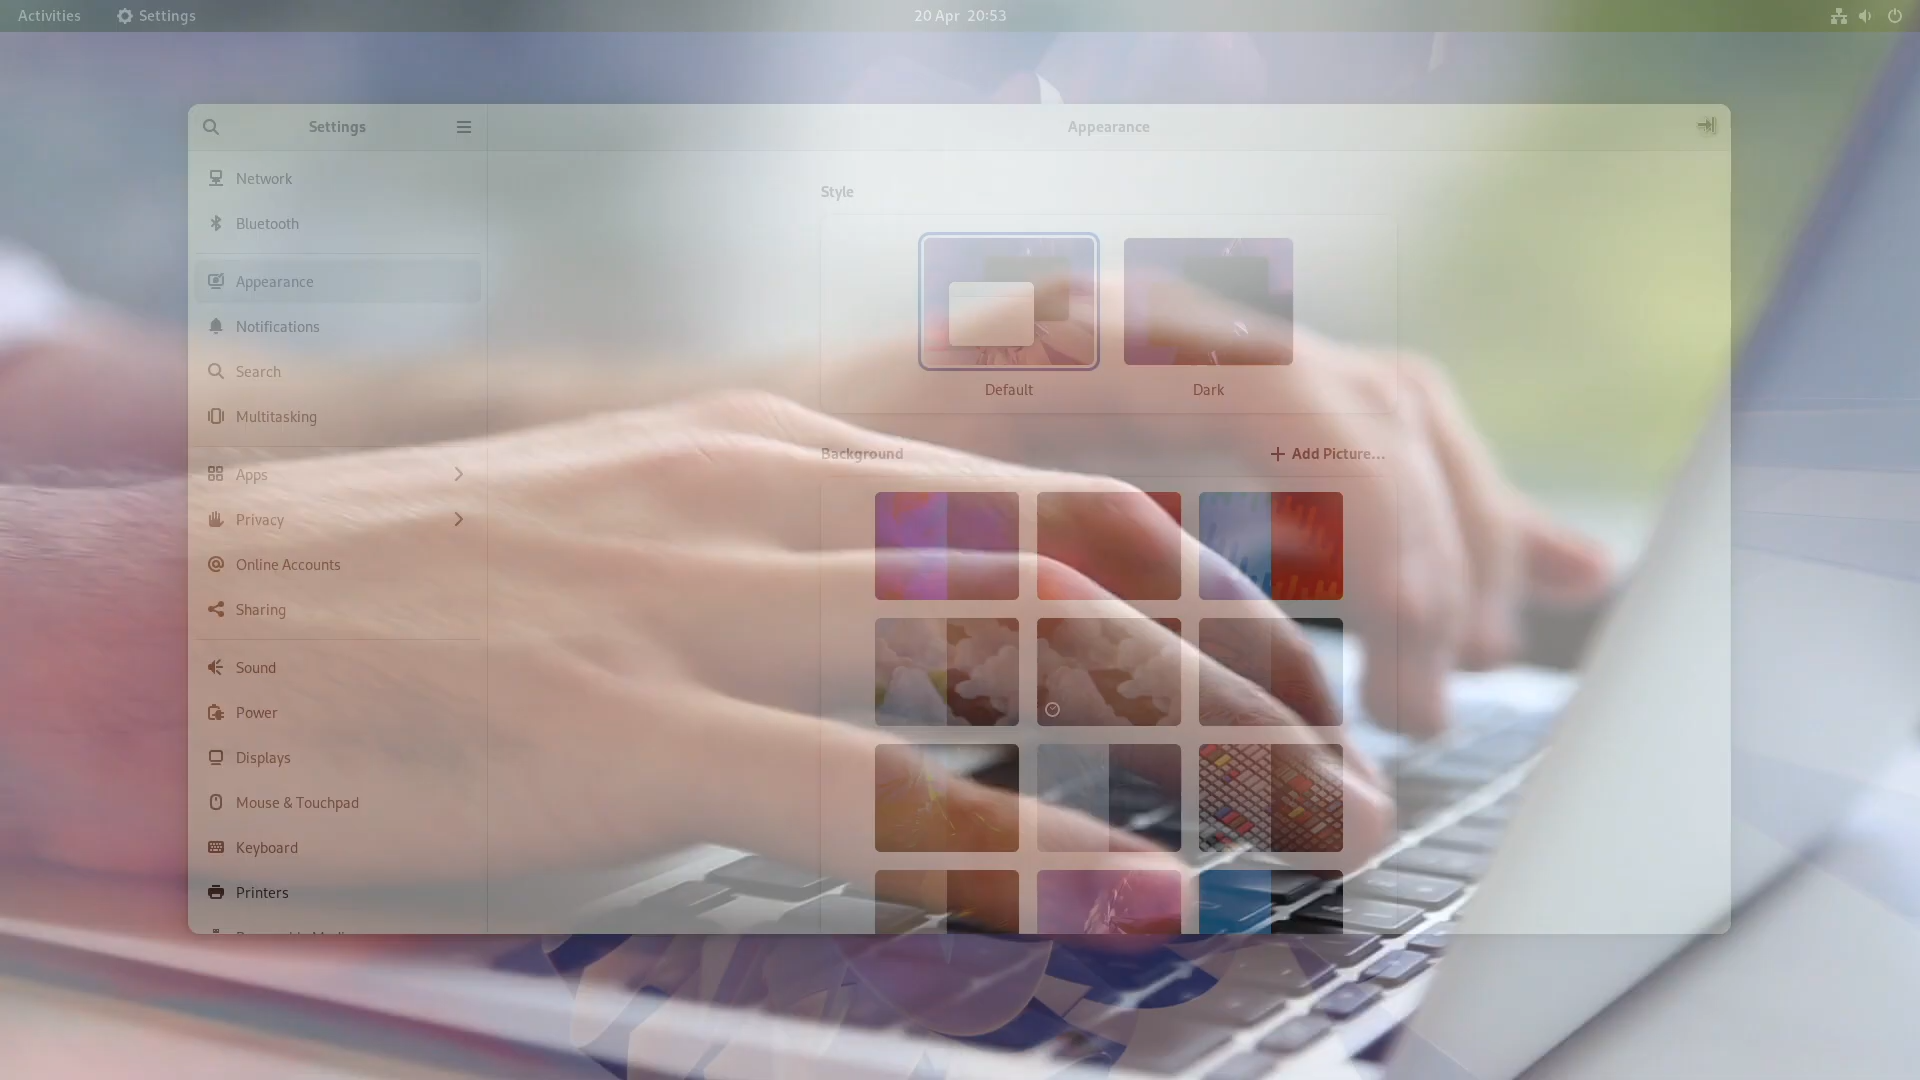 Activities
Settings
20 Apr 20:53
Settings
Appearance
Network
Bluetooth
Appearance
Notifications
Search
Multitasking
Apps
Privacy
Online Accounts
Sharing
Sound
Power
Displays
Mouse & Touchpad
Keyboard
Printers
Style
Default
Dark
Background
Add Picture...